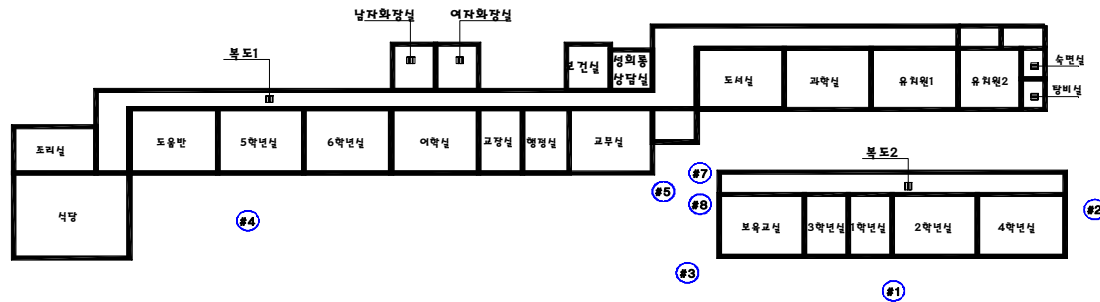 남자화장실 여자화장실
복도1
보건실
성희롱
상담실
도서실 과학실 유치원1 유치원2
숙면실
탕비실
조리실 도움반 5학년실 6학년실 어학실 교장실 행정실 교무실
식당
복도2
보육교실 3학년실 1학년실 2학년실 4학년실
#4 #5 #7
#8
#2
#3
#1